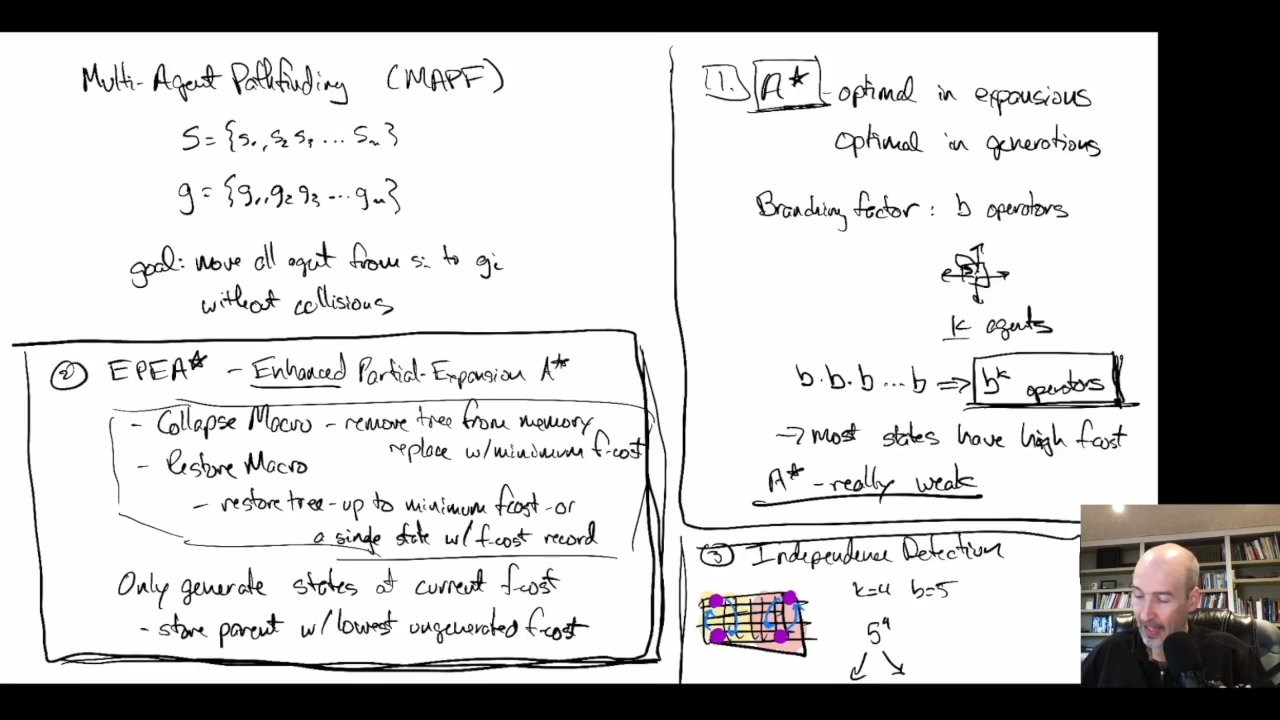 Multi-Agent Pathfinding (MAPF)
S = {s1, s2 s3 ... sn}
g = {g1, g2 g3 ... gn}
goal: move all agent from si to gi
without collisions
② EPEA* - Enhanced Partial-Expansion A*
- Collapse Macro - remove tree from memory
replace w/minimum f-cost
- Restore Macro
- restore tree - up to minimum fcost - or
a single state w/ f-cost record
Only generate states at current f-cost
- store parent w/lowest ungenerated f-cost
1. A* - optimal in expansions
Optimal in generations
Branching factor: b operators
k agents
b·b·b ... b ⇒ b^k operators
→ most states have high fcost
A* - really weak
③ Independence Detection
k=4 b=5
5^4